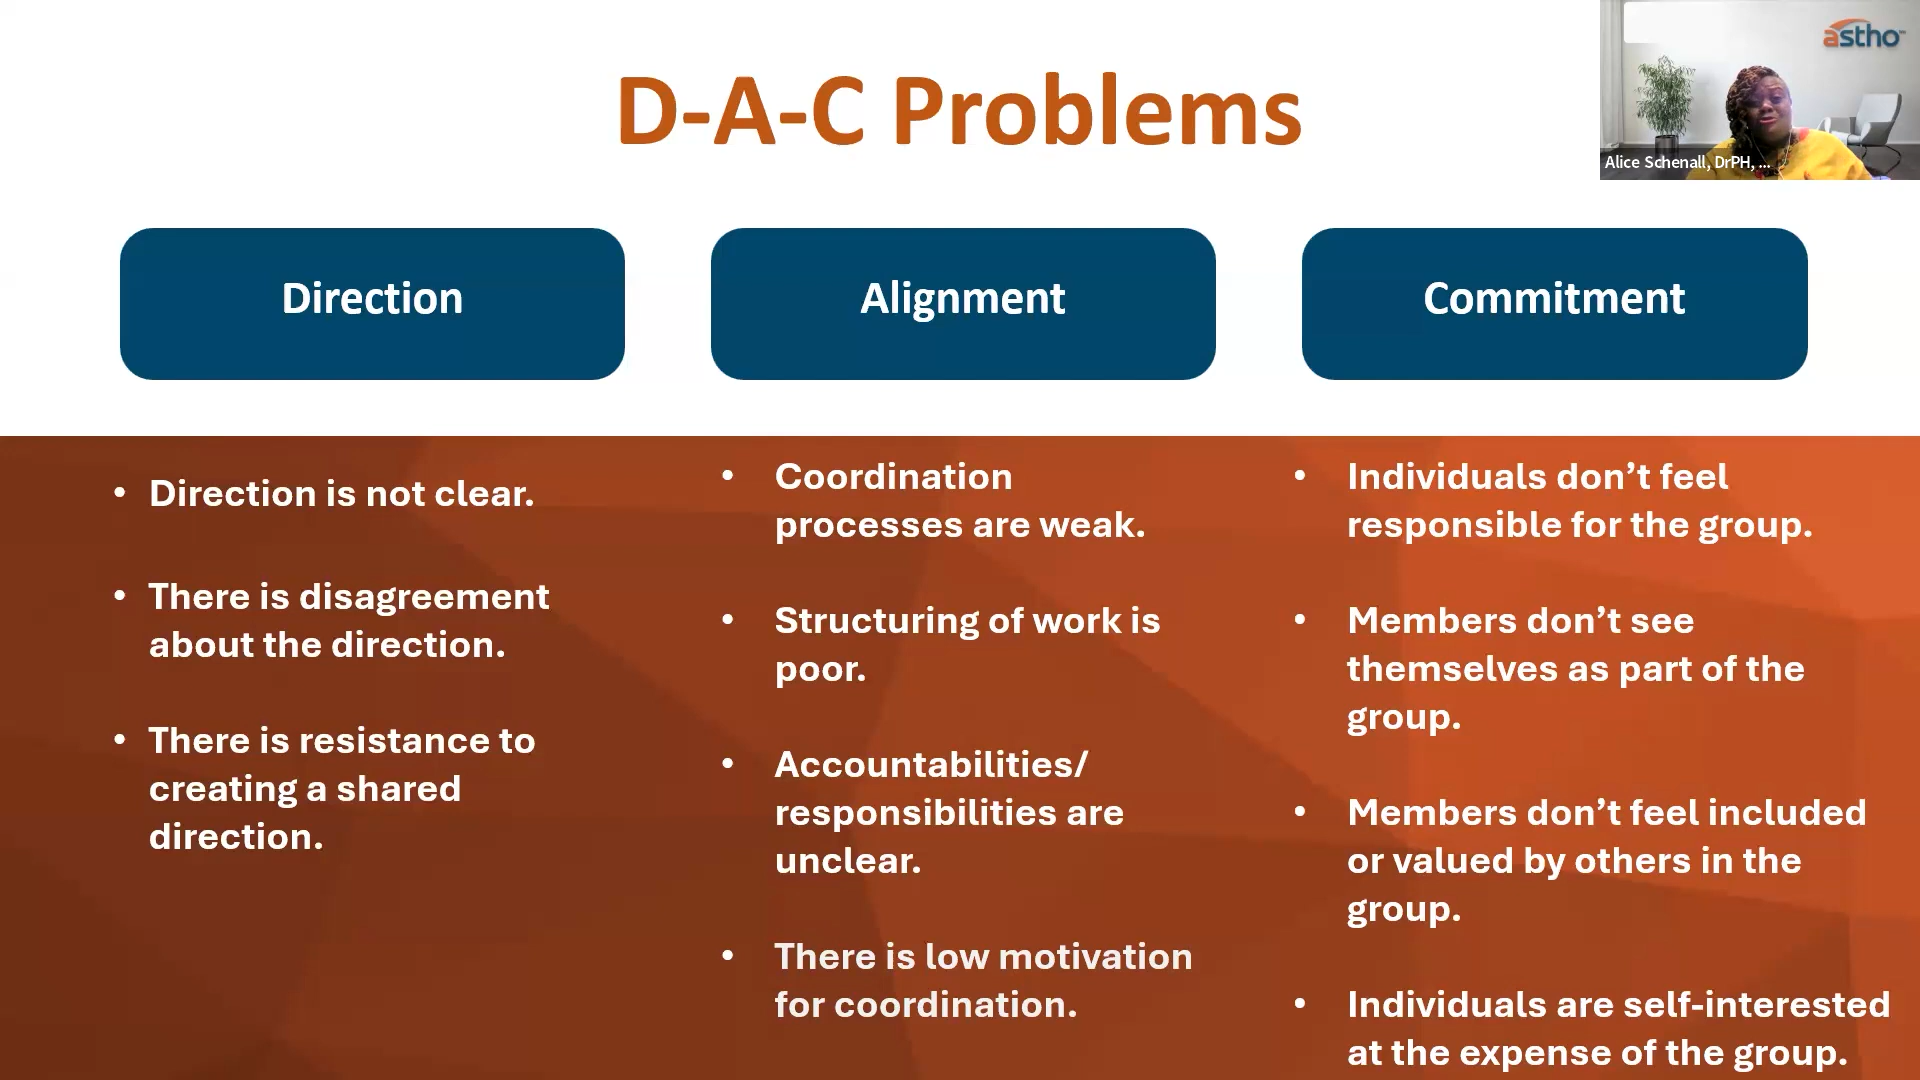 D-A-C Problems
astho
Alice Schenall, DrPH, ...
Direction
Alignment
Commitment
• Direction is not clear.
• There is disagreement
about the direction.
• There is resistance to
creating a shared
direction.
• Coordination
processes are weak.
• Structuring of work is
poor.
• Accountabilities/
responsibilities are
unclear.
• There is low motivation
for coordination.
• Individuals don’t feel
responsible for the group.
• Members don’t see
themselves as part of the
group.
• Members don’t feel included
or valued by others in the
group.
• Individuals are self-interested
at the expense of the group.